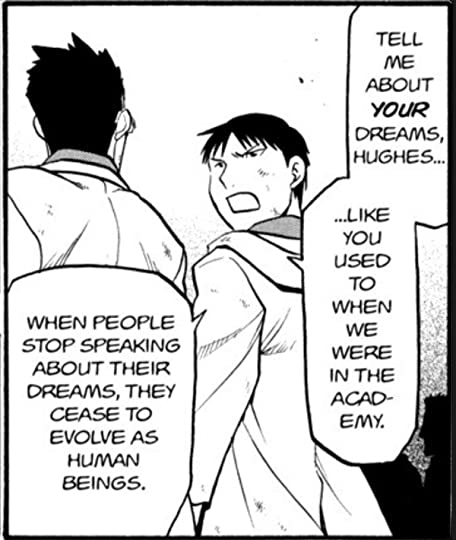 TELL
ME
ABOUT
YOUR
DREAMS,
HUGHES...
...LIKE
YOU
USED
TO
WHEN
WE
WERE
IN THE
ACAD-
EMY.
WHEN PEOPLE
STOP SPEAKING
ABOUT THEIR
DREAMS, THEY
CEASE TO
EVOLVE AS
HUMAN
BEINGS.